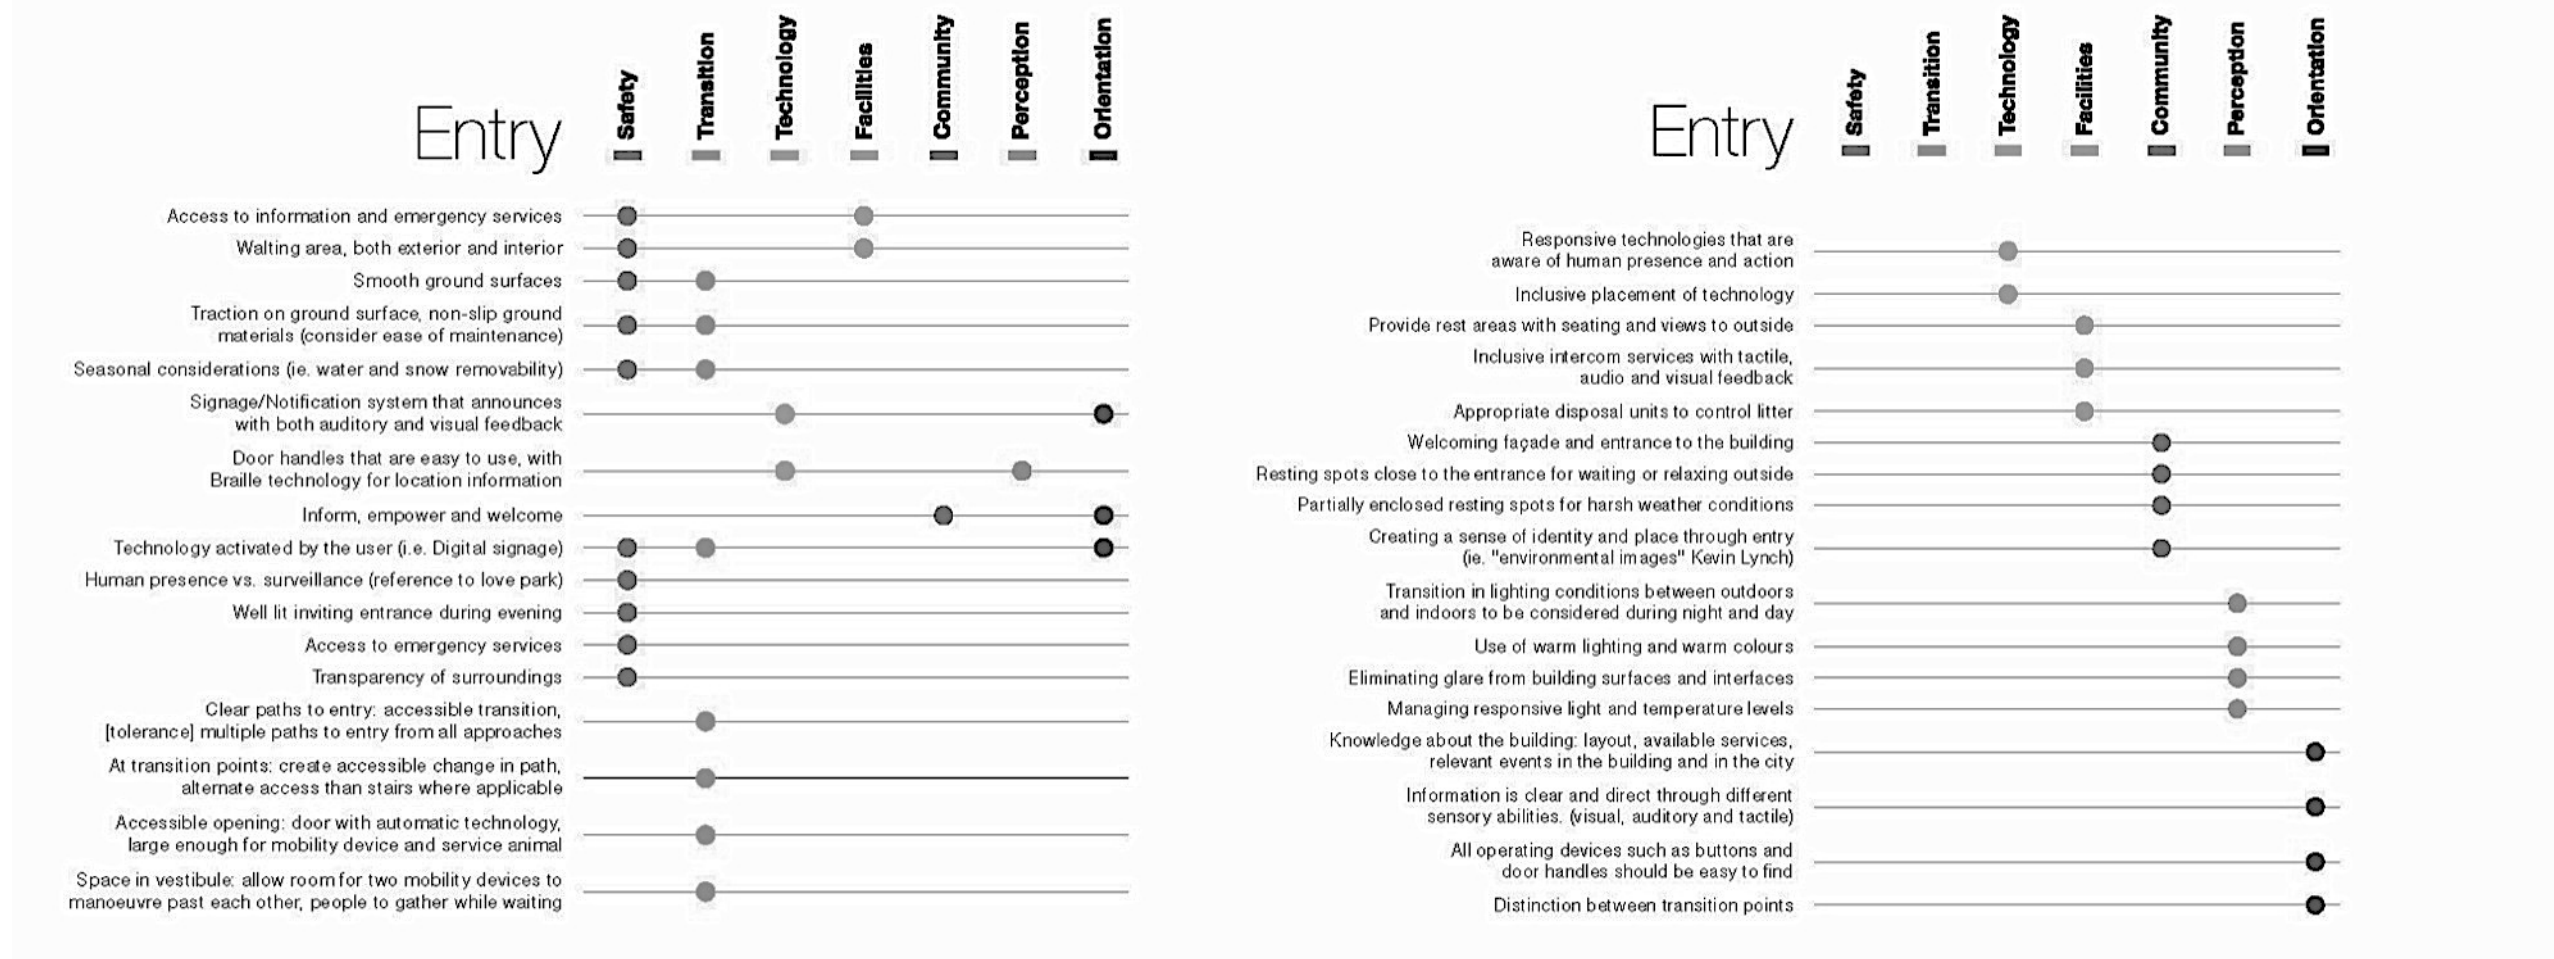 Entry
Safety
Transition
Technology
Facilities
Community
Perception
Orientation
Access to information and emergency services
Waiting area, both exterior and interior
Smooth ground surfaces
Traction on ground surface, non-slip ground
materials (consider ease of maintenance)
Seasonal considerations (ie. water and snow removability)
Signage/Notification system that announces
with both auditory and visual feedback
Door handles that are easy to use, with
Braille technology for location information
Inform, empower and welcome
Technology activated by the user (i.e. Digital signage)
Human presence vs. surveillance (reference to love park)
Well lit inviting entrance during evening
Access to emergency services
Transparency of surroundings
Clear paths to entry: accessible transition,
[tolerance] multiple paths to entry from all approaches
At transition points: create accessible change in path,
alternate access than stairs where applicable
Accessible opening: door with automatic technology,
large enough for mobility device and service animal
Space in vestibule: allow room for two mobility devices to
manoeuvre past each other, people to gather while waiting
Entry
Safety
Transition
Technology
Facilities
Community
Perception
Orientation
Responsive technologies that are
aware of human presence and action
Inclusive placement of technology
Provide rest areas with seating and views to outside
Inclusive intercom services with tactile,
audio and visual feedback
Appropriate disposal units to control litter
Welcoming façade and entrance to the building
Resting spots close to the entrance for waiting or relaxing outside
Partially enclosed resting spots for harsh weather conditions
Creating a sense of identity and place through entry
(ie. "environmental images" Kevin Lynch)
Transition in lighting conditions between outdoors
and indoors to be considered during night and day
Use of warm lighting and warm colours
Eliminating glare from building surfaces and interfaces
Managing responsive light and temperature levels
Knowledge about the building: layout, available services,
relevant events in the building and in the city
Information is clear and direct through different
sensory abilities. (visual, auditory and tactile)
All operating devices such as buttons and
door handles should be easy to find
Distinction between transition points